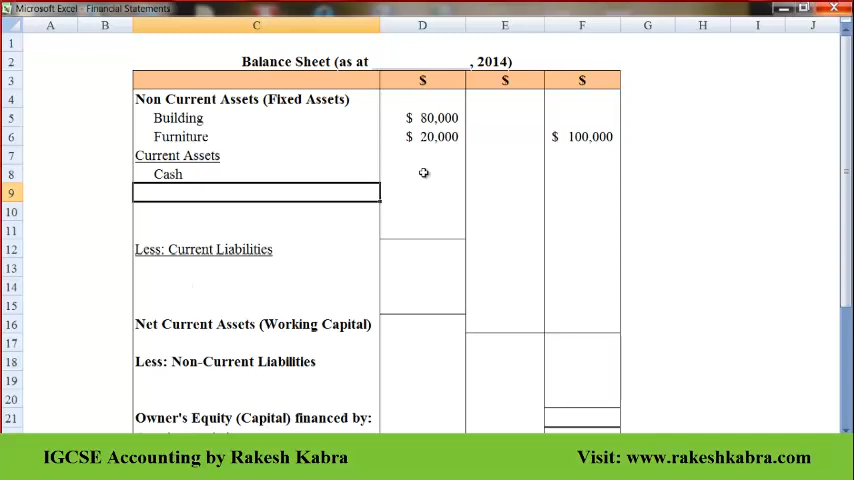 Microsoft Excel - Financial Statements
A B C D E F G H I J
1
2 Balance Sheet (as at __________ , 2014)
3 $ $ $
4 Non Current Assets (Fixed Assets)
5 Building $ 80,000
6 Furniture $ 20,000 $ 100,000
7 Current Assets
8 Cash
9
10
11
12 Less: Current Liabilities
13
14
15
16 Net Current Assets (Working Capital)
17
18 Less: Non-Current Liabilities
19
20
21 Owner's Equity (Capital) financed by:
IGCSE Accounting by Rakesh Kabra Visit: www.rakeshkabra.com